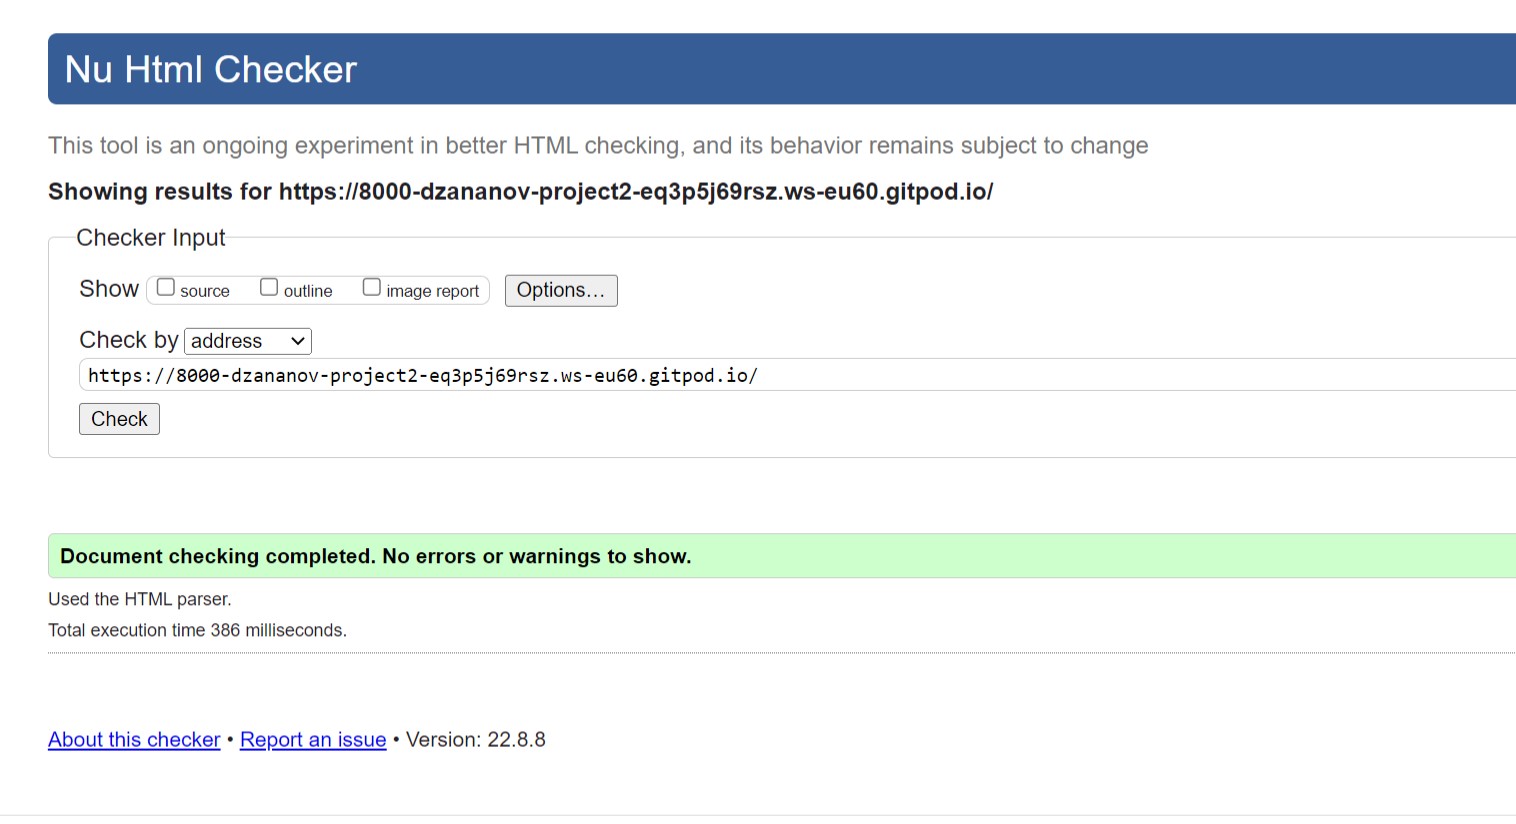 Nu Html Checker
This tool is an ongoing experiment in better HTML checking, and its behavior remains subject to change
Showing results for https://8000-dzananov-project2-eq3p5j69rsz.ws-eu60.gitpod.io/
Checker Input
Show source outline image report Options...
Check by address
https://8000-dzananov-project2-eq3p5j69rsz.ws-eu60.gitpod.io/
Check
Document checking completed. No errors or warnings to show.
Used the HTML parser.
Total execution time 386 milliseconds.
About this checker • Report an issue • Version: 22.8.8